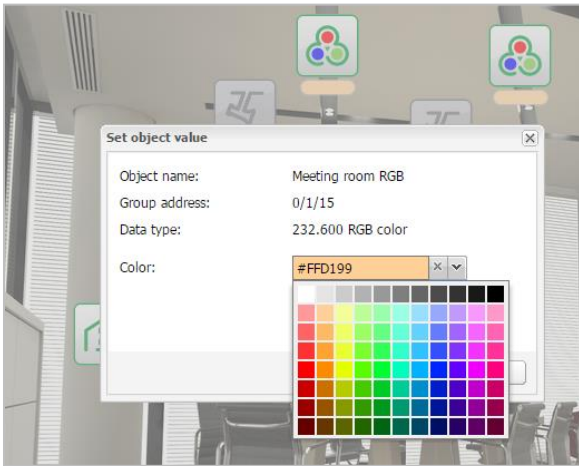 Set object value
Object name: Meeting room RGB
Group address: 0/1/15
Data type: 232.600 RGB color
Color: #FFD199